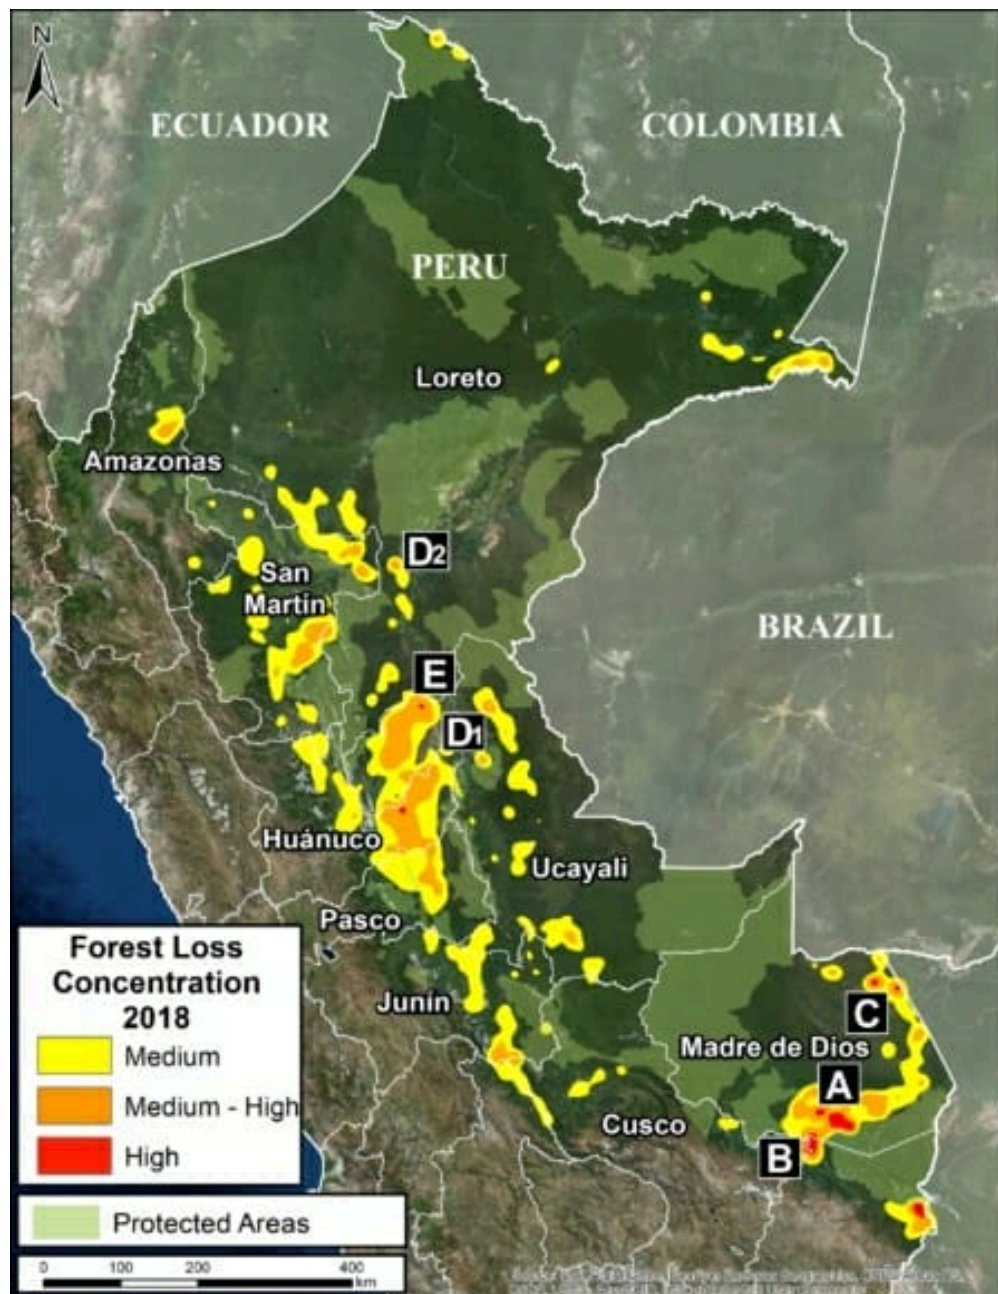 N
ECUADOR
COLOMBIA
PERU
Loreto
Amazonas
D2
San
Martin
BRAZIL
E
D1
Huánuco
Ucayali
Pasco
Junín
C
Madre de Dios
A
Cusco
B
Forest Loss
Concentration
2018
Medium
Medium - High
High
Protected Areas
0 100 200 400
km